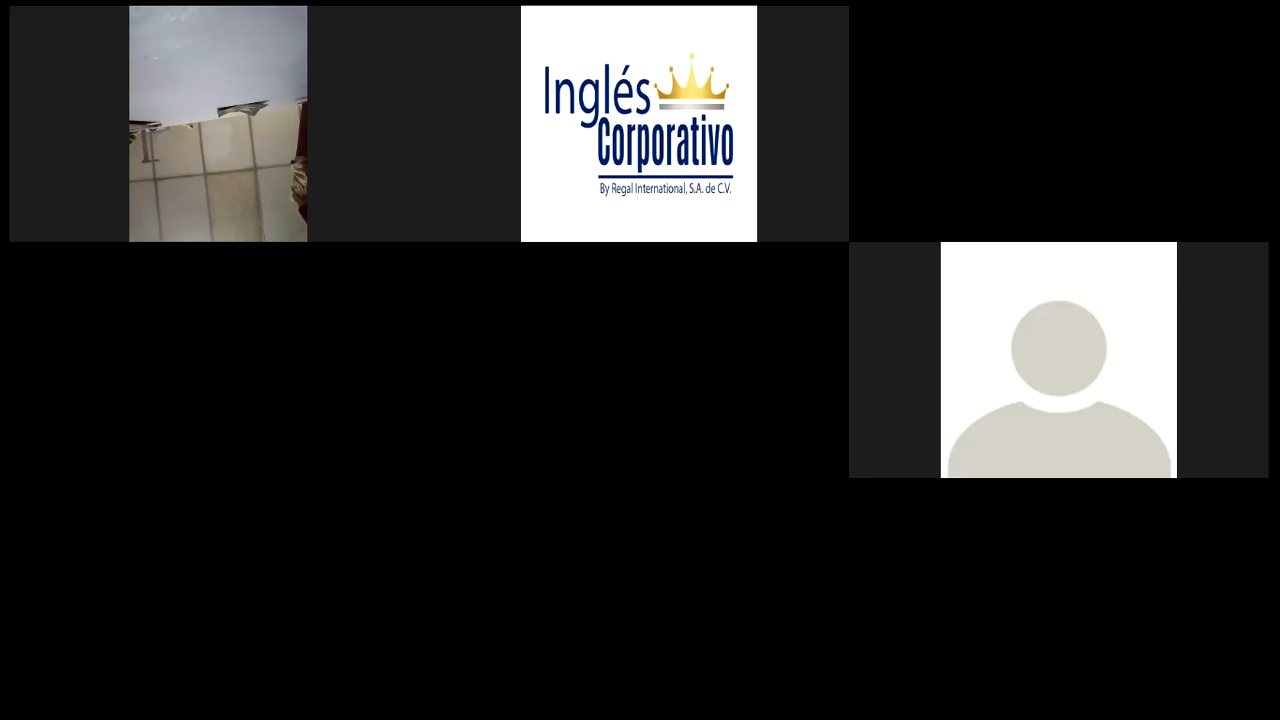 Inglés
Corporativo
By Regal International, S.A. de C.V.